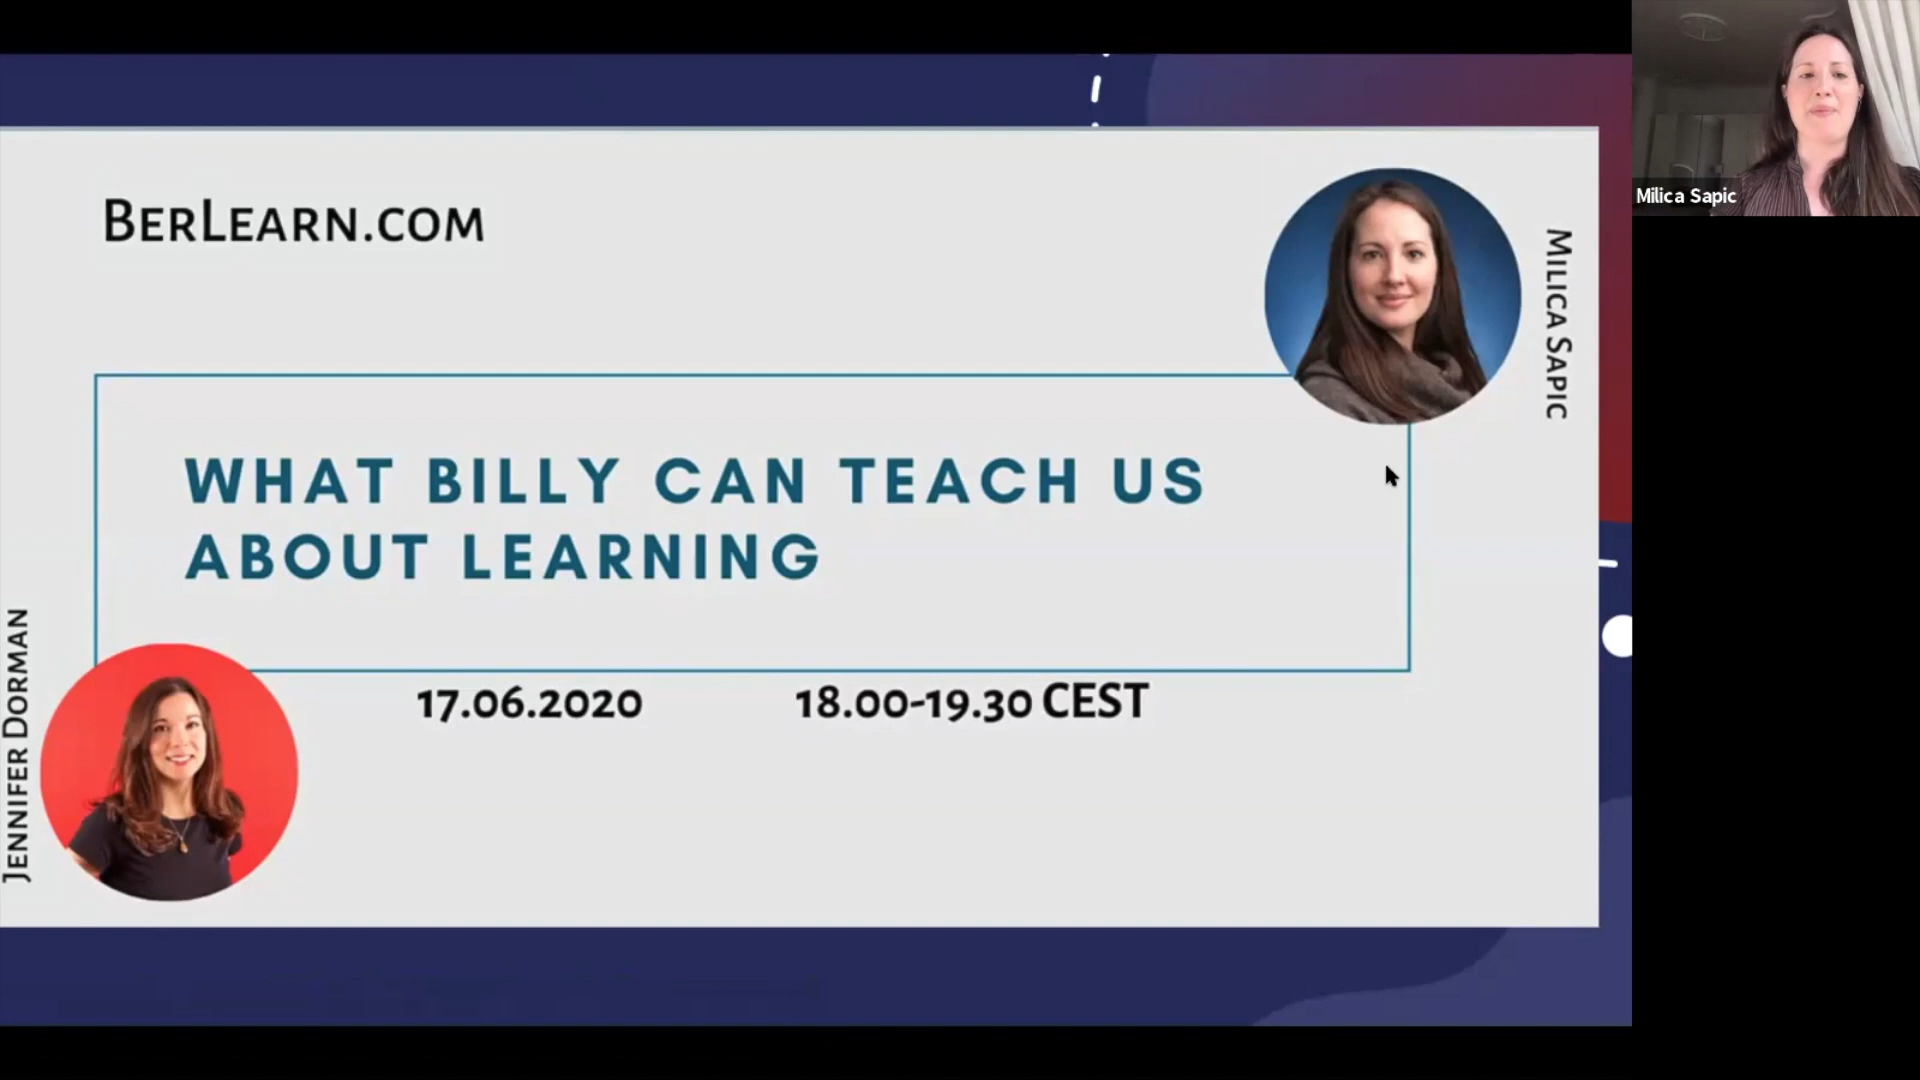 BERLEARN.COM
MILICA SAPIC
WHAT BILLY CAN TEACH US
ABOUT LEARNING
JENNIFER DORMAN
17.06.2020
18.00-19.30 CEST
Milica Sapic